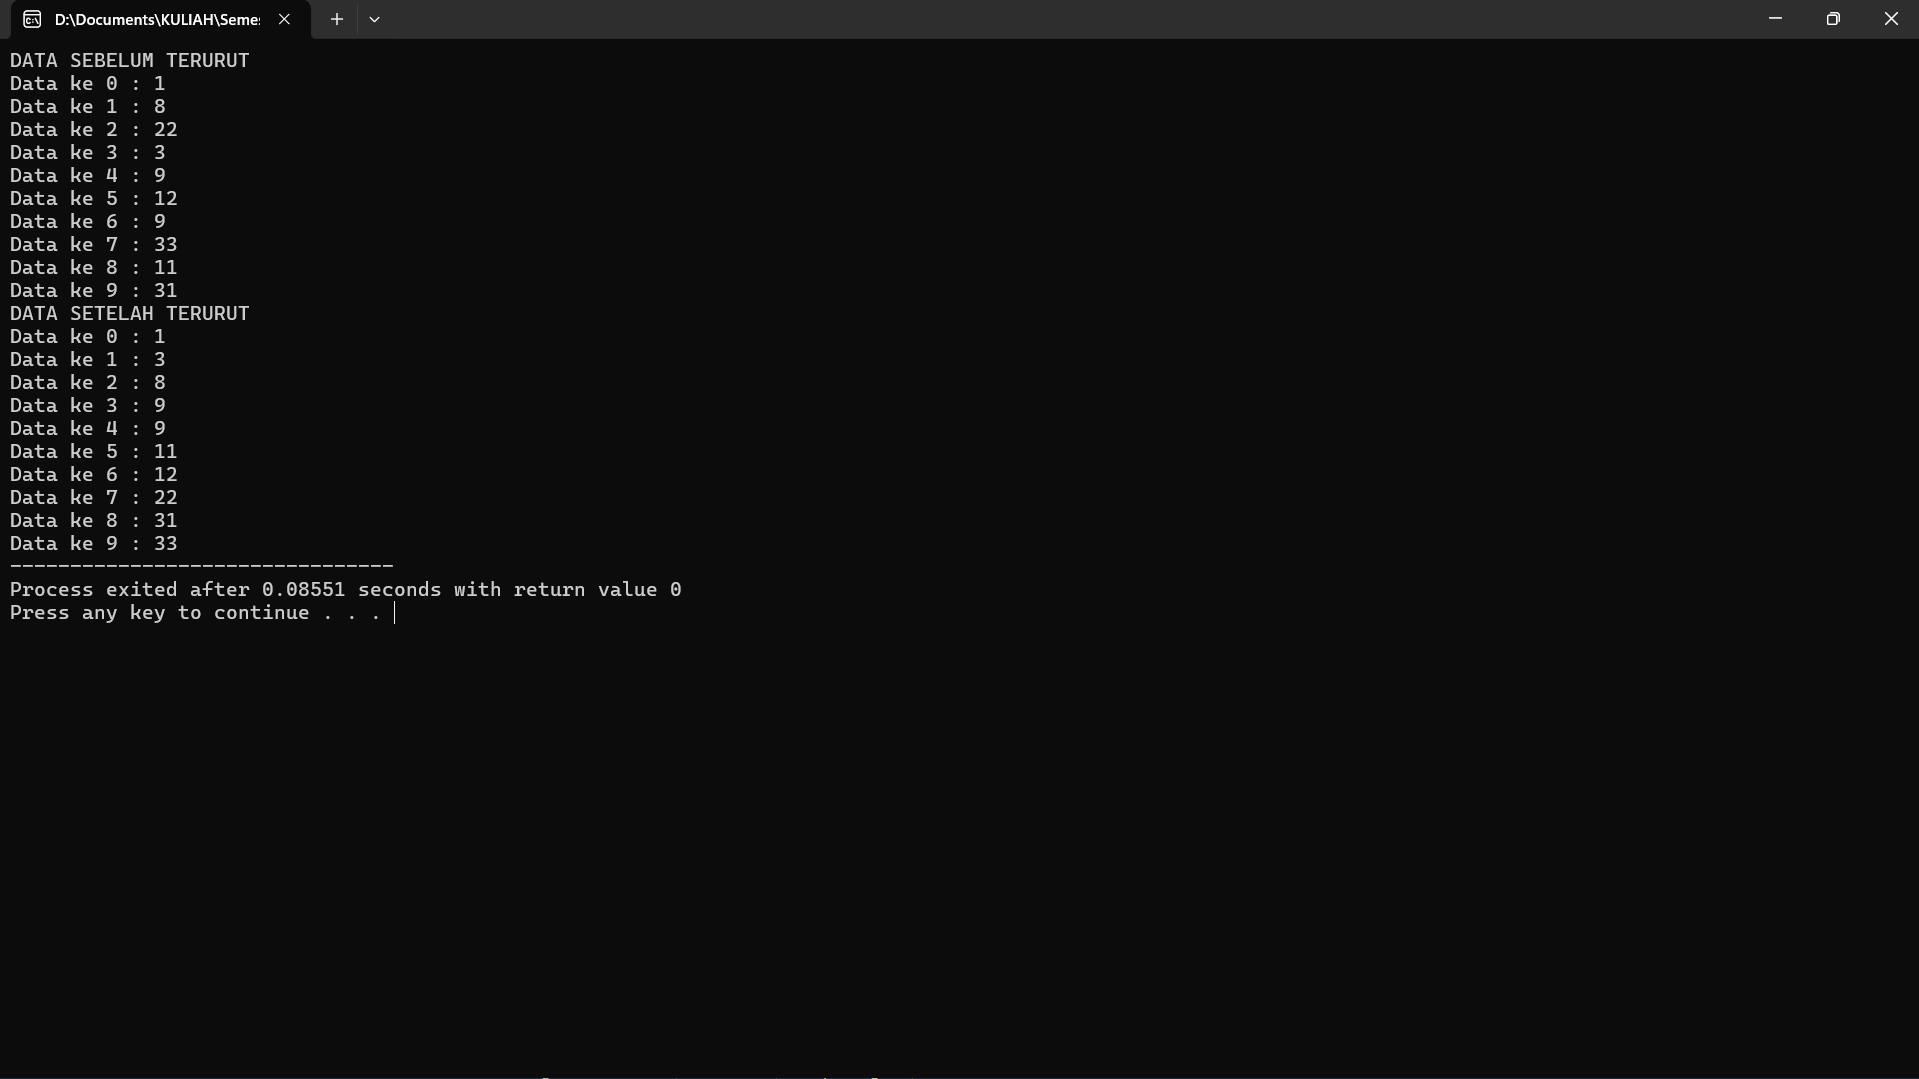 D:\Documents\KULIAH\Seme
DATA SEBELUM TERURUT
Data ke 0 : 1
Data ke 1 : 8
Data ke 2 : 22
Data ke 3 : 3
Data ke 4 : 9
Data ke 5 : 12
Data ke 6 : 9
Data ke 7 : 33
Data ke 8 : 11
Data ke 9 : 31
DATA SETELAH TERURUT
Data ke 0 : 1
Data ke 1 : 3
Data ke 2 : 8
Data ke 3 : 9
Data ke 4 : 9
Data ke 5 : 11
Data ke 6 : 12
Data ke 7 : 22
Data ke 8 : 31
Data ke 9 : 33
--------------------------------
Process exited after 0.08551 seconds with return value 0
Press any key to continue . . .